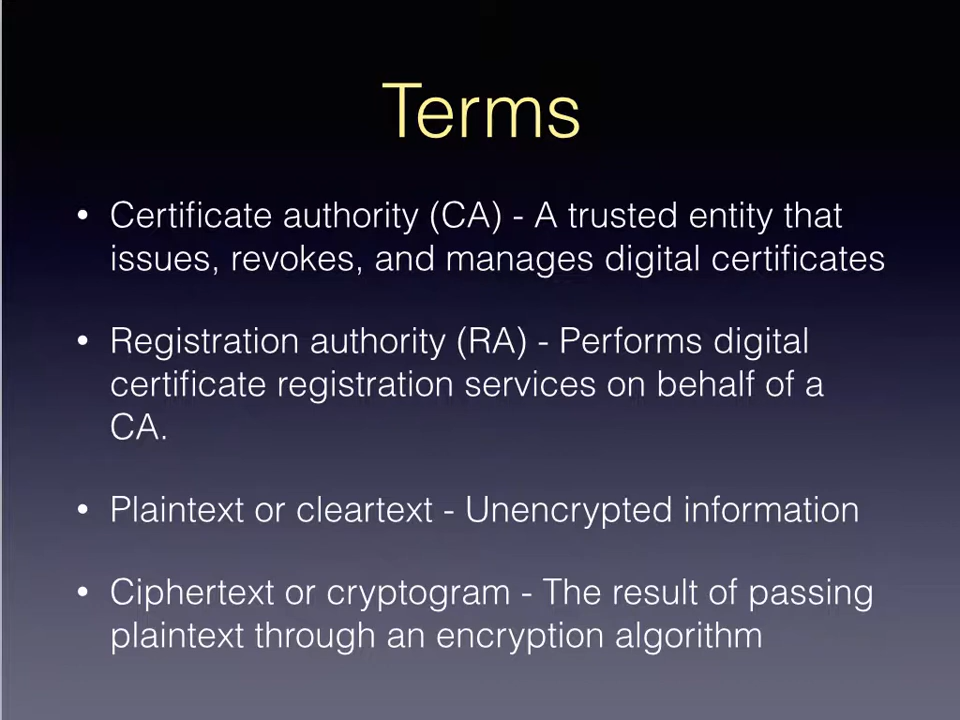 Terms
• Certificate authority (CA) - A trusted entity that
issues, revokes, and manages digital certificates
• Registration authority (RA) - Performs digital
certificate registration services on behalf of a
CA.
• Plaintext or cleartext - Unencrypted information
• Ciphertext or cryptogram - The result of passing
plaintext through an encryption algorithm